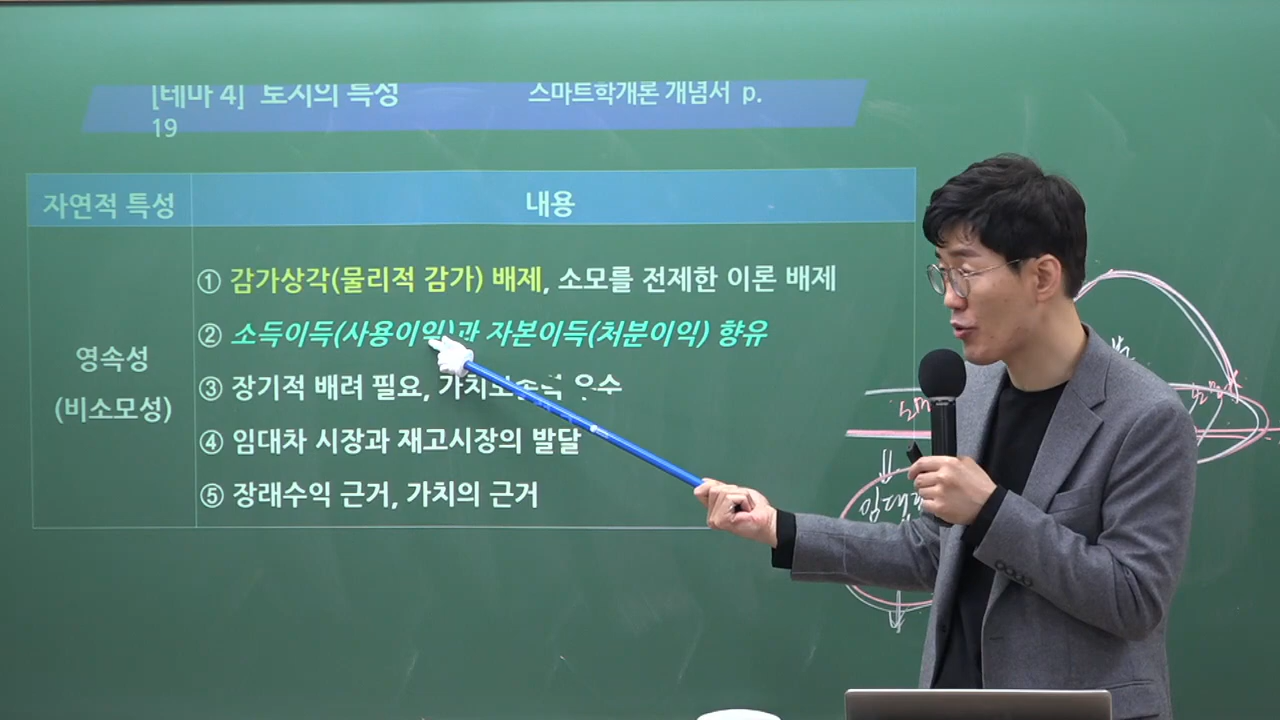 [테마 4] 토지의 특성 스마트학개론 개념서 p.
19
자연적 특성 내용
영속성
(비소모성)
① 감가상각(물리적 감가) 배제, 소모를 전제한 이론 배제
② 소득이득(사용이익)과 자본이득(처분이익) 향유
③ 장기적 배려 필요, 우수
④ 임대차 시장과 재고시장의 발달
⑤ 장래수익 근거, 가치의 근거
임대